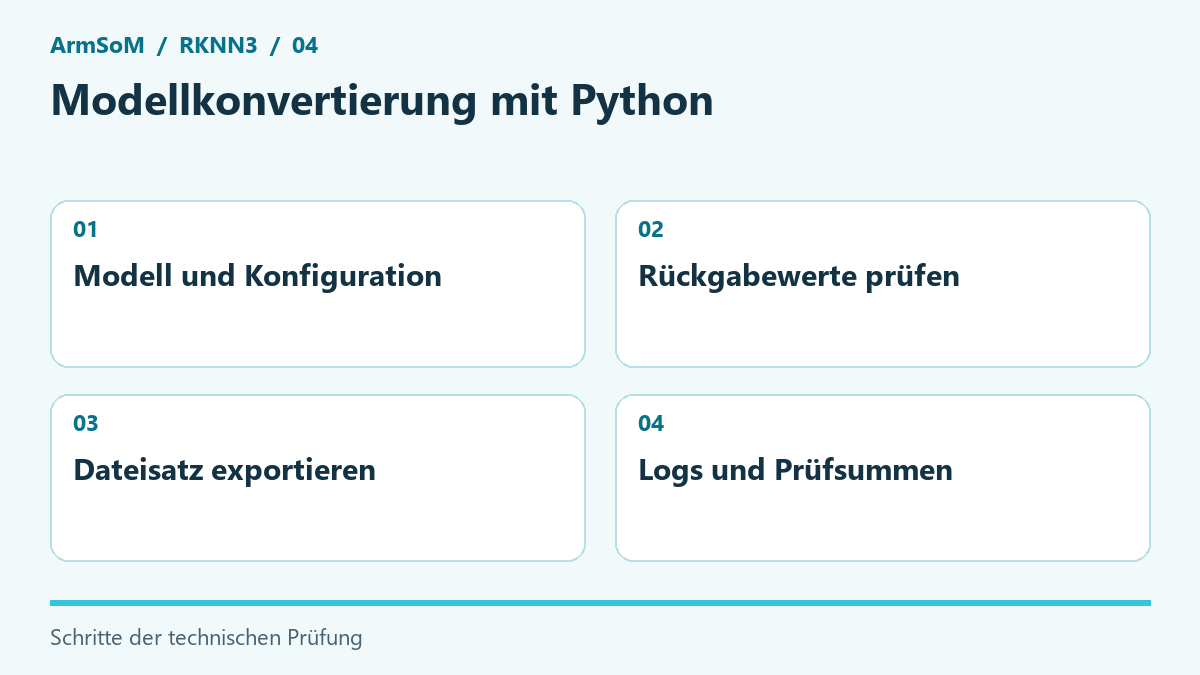 ArmSoM / RKNN3 / 04
Modellkonvertierung mit Python
01
Modell und Konfiguration
02
Rückgabewerte prüfen
03
Dateisatz exportieren
04
Logs und Prüfsummen
Schritte der technischen Prüfung